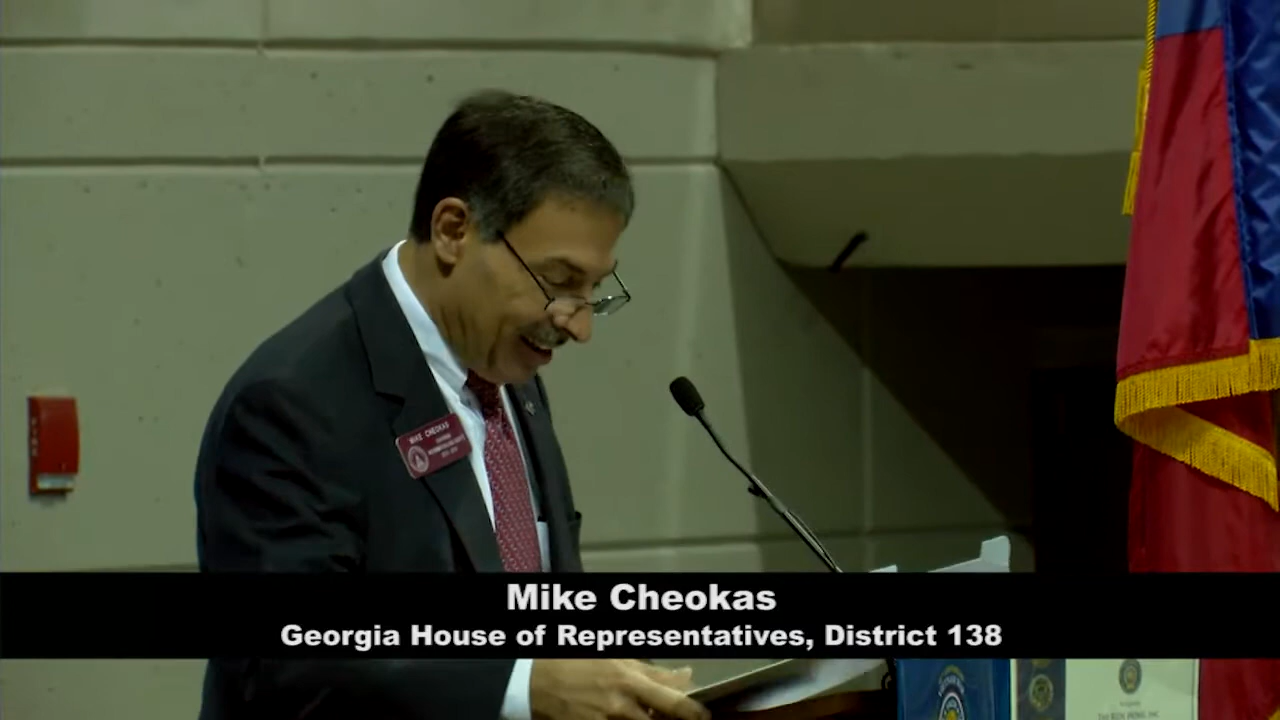 MIKE CHEOKAS
Mike Cheokas
Georgia House of Representatives, District 138